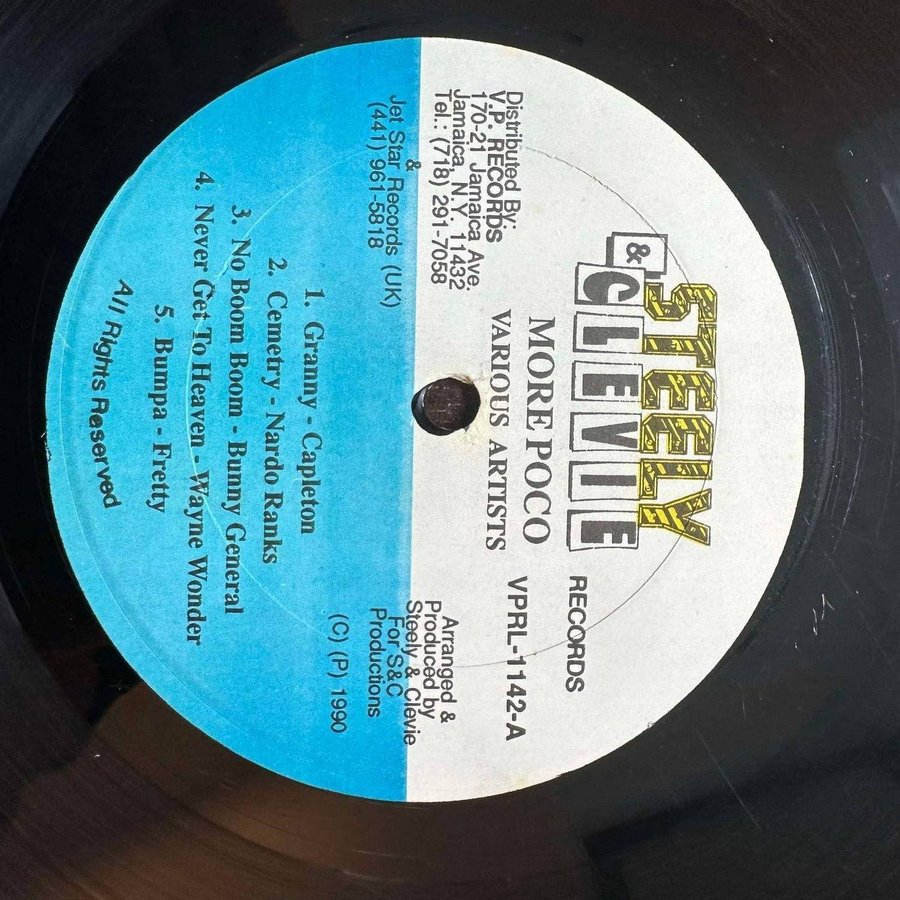 STEELY
& CLEVIE
RECORDS
Distributed By:
V.P. RECORDS
170-21 Jamaica Ave.
Jamaica, N.Y. 11432
Tel.: (718) 291-7058
&
Jet Star Records (UK)
(441) 961-5818
MORE POCO
VARIOUS ARTISTS
VPRL-1142-A
Arranged &
Produced by
Steely & Clevie
For S&C
Productions
(C) (P) 1990
1. Granny - Capleton
2. Cemetry - Nardo Ranks
3. No Boom Boom - Bunny General
4. Never Get To Heaven - Wayne Wonder
5. Bumpa - Fretty
All Rights Reserved